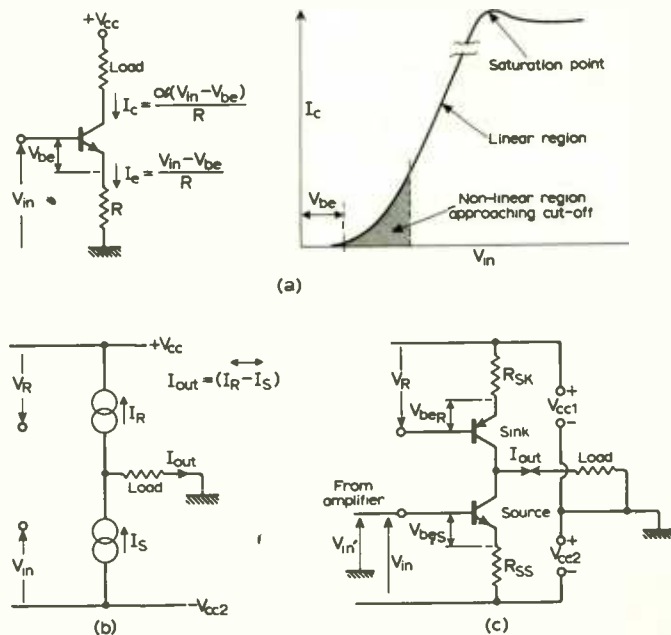 +Vcc
Load
Ic = α(Vin−Vbe)
R
Vbe
Ie = Vin−Vbe
R
Vin
R
Ic
Vbe
Saturation point
Linear region
Non-linear region
approaching cut-off
Vin
(a)
+Vcc
VR
IR
Iout = (IR−IS)
Iout
Load
IS
Vin
−Vcc2
(b)
VR
RSK
VbeR
Sink
Vcc1
+
−
Iout
Load
From
amplifier
Source
Vin'
Vin
VbeS
RSS
+
Vcc2
−
(c)